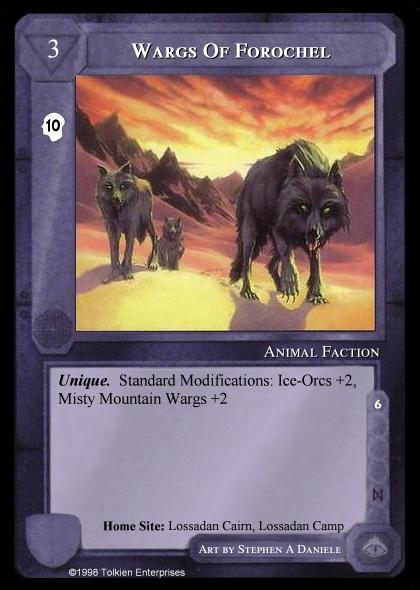 3
WARGS OF FOROCHEL
10
ANIMAL FACTION
Unique. Standard Modifications: Ice-Orcs +2,
Misty Mountain Wargs +2
6
Home Site: Lossadan Cairn, Lossadan Camp
ART BY STEPHEN A DANIELE
©1998 Tolkien Enterprises